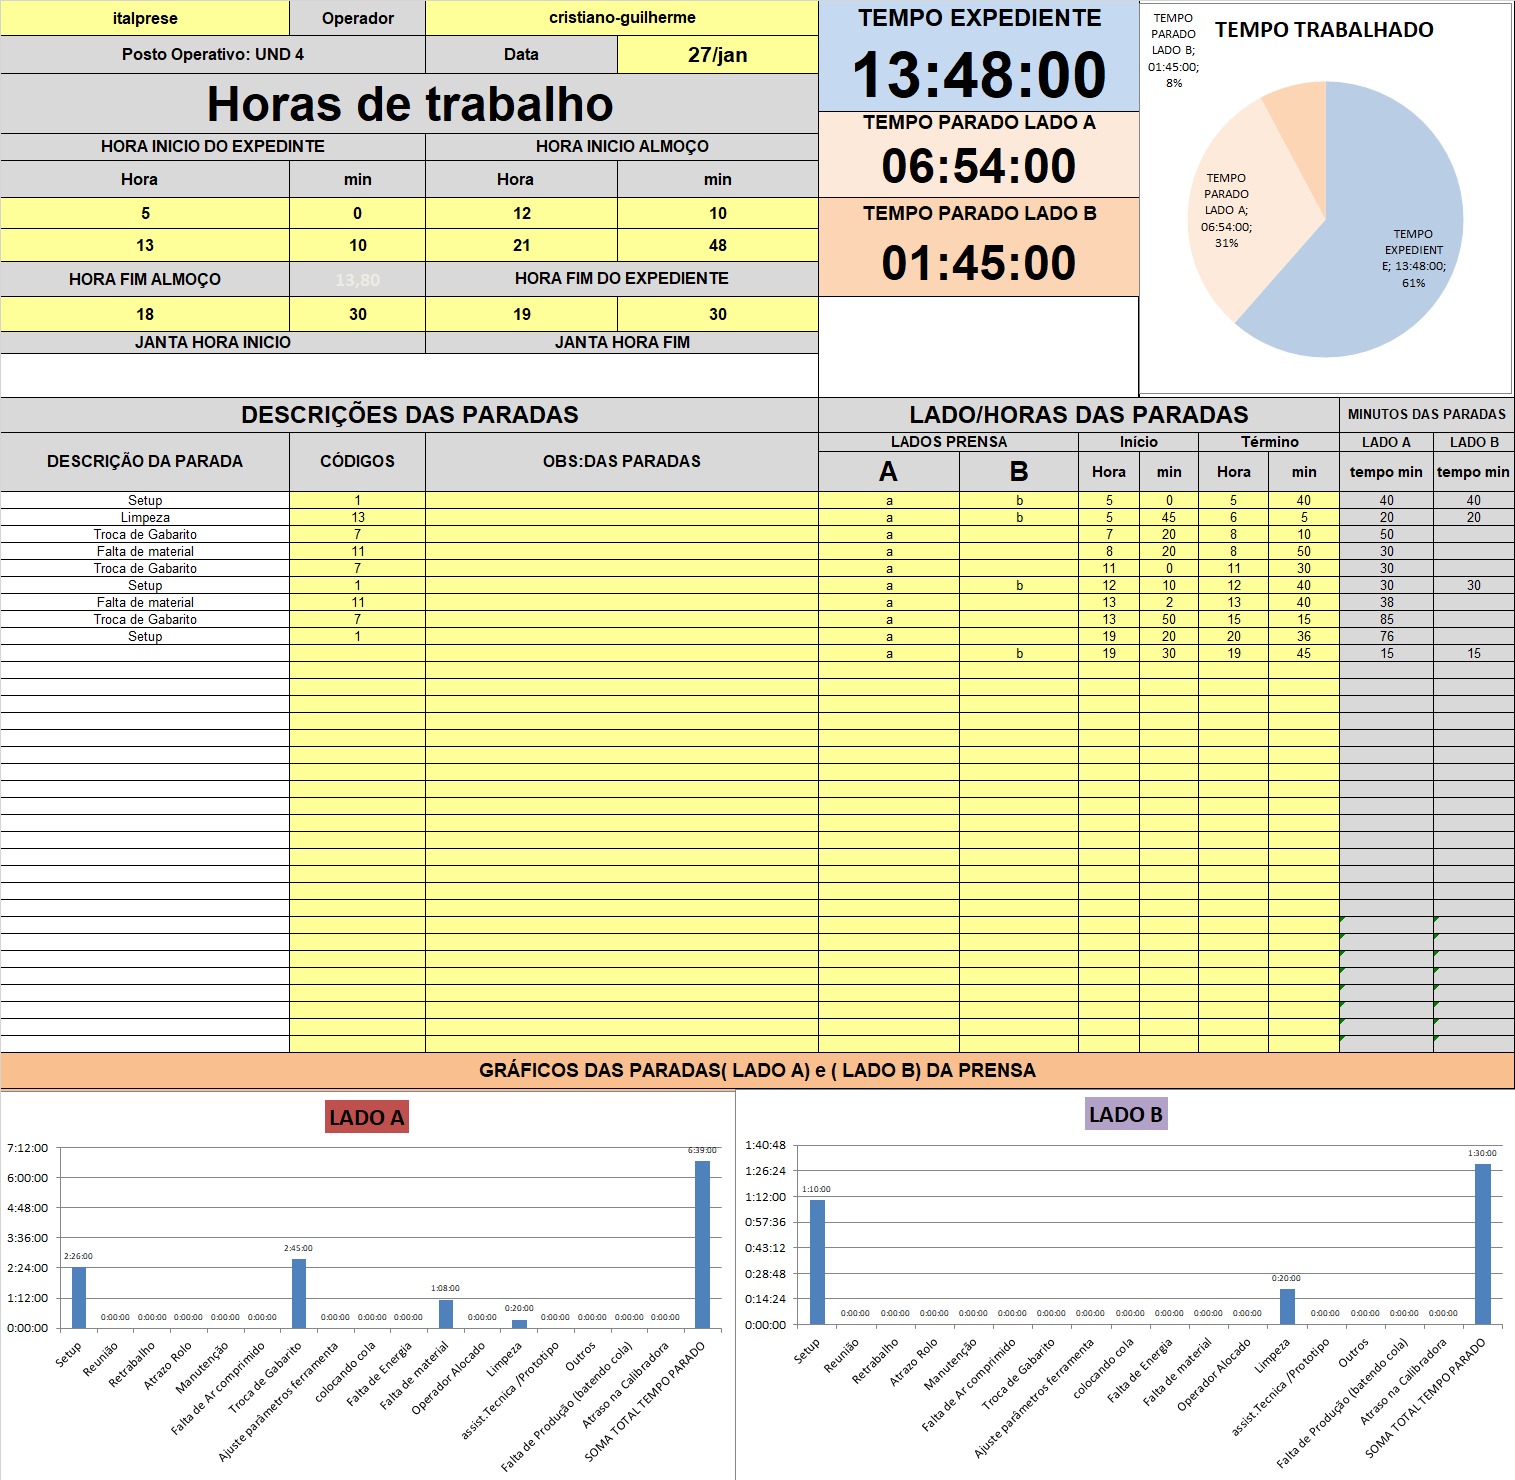 italprese Operador cristiano-guilherme
Posto Operativo: UND 4 Data 27/jan
Horas de trabalho
HORA INICIO DO EXPEDINTE HORA INICIO ALMOÇO
Hora min Hora min
5 0 12 10
13 10 21 48
HORA FIM ALMOÇO 13,80 HORA FIM DO EXPEDIENTE
18 30 19 30
JANTA HORA INICIO JANTA HORA FIM
TEMPO EXPEDIENTE
13:48:00
TEMPO PARADO LADO A
06:54:00
TEMPO PARADO LADO B
01:45:00
TEMPO TRABALHADO
TEMPO
PARADO
LADO B;
01:45:00;
8%
TEMPO
PARADO
LADO A;
06:54:00;
31%
TEMPO
EXPEDIENT
E; 13:48:00;
61%
DESCRIÇÕES DAS PARADAS LADO/HORAS DAS PARADAS MINUTOS DAS PARADAS
DESCRIÇÃO DA PARADA CÓDIGOS OBS:DAS PARADAS LADOS PRENSA Início Término LADO A LADO B
A B Hora min Hora min tempo min tempo min
Setup 1 a b 5 0 5 40 40 40
Limpeza 13 a b 5 45 6 5 20 20
Troca de Gabarito 7 a 7 20 8 10 50
Falta de material 11 a 8 20 8 50 30
Troca de Gabarito 7 a 11 0 11 30 30
Setup 1 a b 12 10 12 40 30 30
Falta de material 11 a 13 2 13 40 38
Troca de Gabarito 7 a 13 50 15 15 85
Setup 1 a 19 20 20 36 76
a b 19 30 19 45 15 15
GRÁFICOS DAS PARADAS( LADO A) e ( LADO B) DA PRENSA
LADO A
7:12:00
6:00:00
4:48:00
3:36:00
2:24:00
1:12:00
0:00:00
2:26:00 0:00:00 0:00:00 0:00:00 0:00:00 0:00:00 2:45:00 0:00:00 0:00:00 0:00:00 1:08:00 0:00:00 0:20:00 0:00:00 0:00:00 0:00:00 0:00:00 6:39:00
Setup
Reunião
Retrabalho
Atrazo Rolo
Manutenção
Falta de Ar comprimido
Troca de Gabarito
Ajuste parâmetros ferramenta
colocando cola
Falta de Energia
Falta de material
Operador Alocado
Limpeza
assist.Tecnica /Prototipo
Outros
Falta de Produção (batendo cola)
Atraso na Calibradora
SOMA TOTAL TEMPO PARADO
LADO B
1:40:48
1:26:24
1:12:00
0:57:36
0:43:12
0:28:48
0:14:24
0:00:00
1:10:00 0:00:00 0:00:00 0:00:00 0:00:00 0:00:00 0:00:00 0:00:00 0:00:00 0:00:00 0:00:00 0:00:00 0:20:00 0:00:00 0:00:00 0:00:00 0:00:00 1:30:00
Setup
Reunião
Retrabalho
Atrazo Rolo
Manutenção
Falta de Ar comprimido
Troca de Gabarito
Ajuste parâmetros ferramenta
colocando cola
Falta de Energia
Falta de material
Operador Alocado
Limpeza
assist.Tecnica /Prototipo
Outros
Falta de Produção (batendo cola)
Atraso na Calibradora
SOMA TOTAL TEMPO PARADO